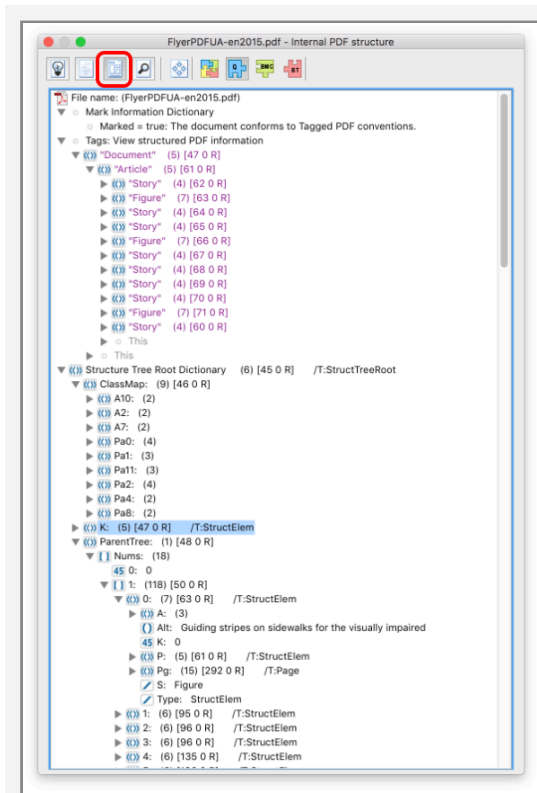 FlyerPDFUA-en2015.pdf - Internal PDF structure
Q
BMC
BT
File name: (FlyerPDFUA-en2015.pdf)
Mark Information Dictionary
Marked = true: The document conforms to Tagged PDF conventions.
Tags: View structured PDF information
"Document" (5) [47 0 R]
"Article" (5) [61 0 R]
"Story" (4) [62 0 R]
"Figure" (7) [63 0 R]
"Story" (4) [64 0 R]
"Story" (4) [65 0 R]
"Figure" (7) [66 0 R]
"Story" (4) [67 0 R]
"Story" (4) [68 0 R]
"Story" (4) [69 0 R]
"Story" (4) [70 0 R]
"Figure" (7) [71 0 R]
"Story" (4) [60 0 R]
This
This
Structure Tree Root Dictionary (6) [45 0 R] /T:StructTreeRoot
ClassMap: (9) [46 0 R]
A10: (2)
A2: (2)
A7: (2)
Pa0: (4)
Pa1: (3)
Pa11: (3)
Pa2: (4)
Pa4: (2)
Pa8: (2)
K: (5) [47 0 R] /T:StructElem
ParentTree: (1) [48 0 R]
[ ] Nums: (18)
45 0: 0
[ ] 1: (118) [50 0 R]
0: (7) [63 0 R] /T:StructElem
A: (3)
() Alt: Guiding stripes on sidewalks for the visually impaired
45 K: 0
P: (5) [61 0 R] /T:StructElem
Pg: (15) [292 0 R] /T:Page
S: Figure
Type: StructElem
1: (6) [95 0 R] /T:StructElem
2: (6) [96 0 R] /T:StructElem
3: (6) [96 0 R] /T:StructElem
4: (6) [135 0 R] /T:StructElem